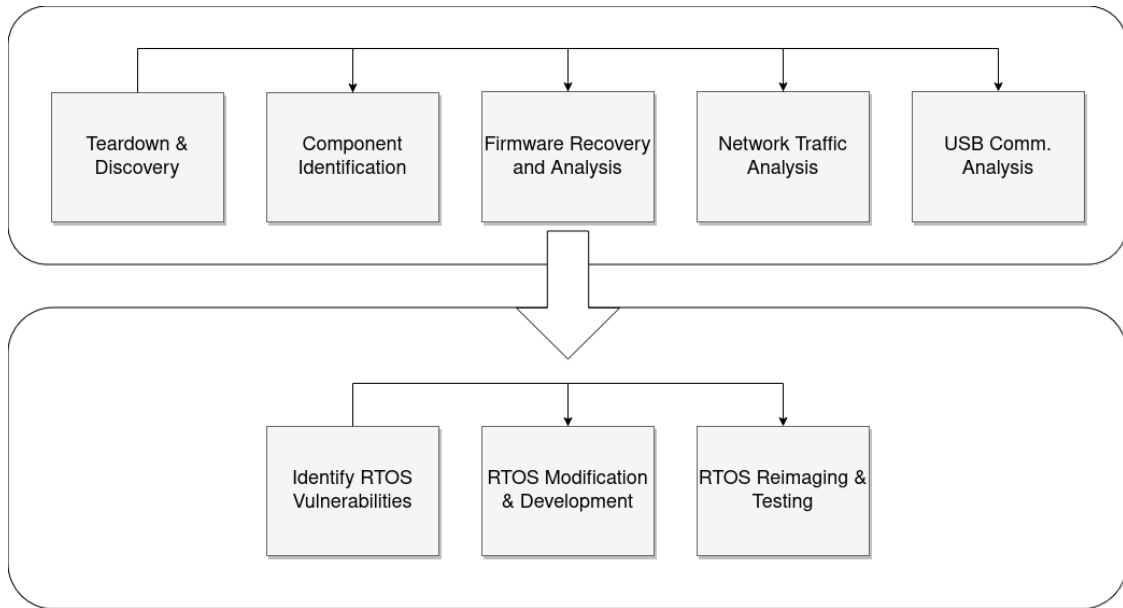 Teardown &
Discovery
Component
Identification
Firmware Recovery
and Analysis
Network Traffic
Analysis
USB Comm.
Analysis
Identify RTOS
Vulnerabilities
RTOS Modification
& Development
RTOS Reimaging &
Testing